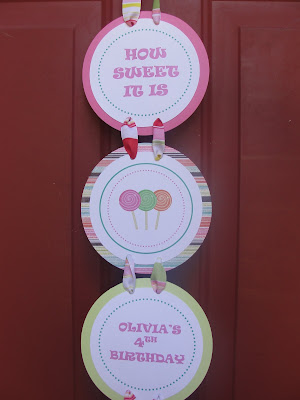 HOW
SWEET
IT IS
OLIVIA'S
4TH
BIRTHDAY